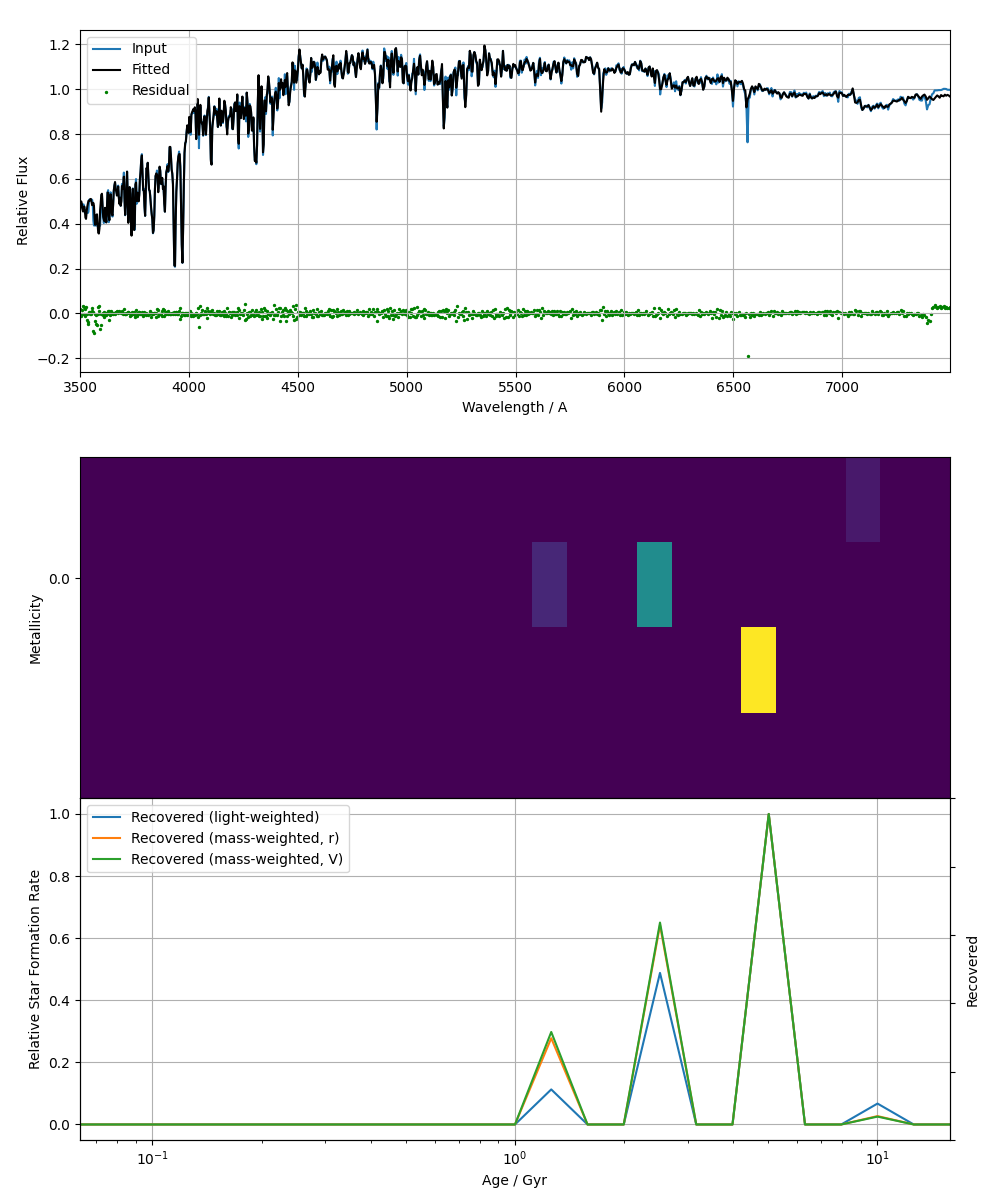 Input
Fitted
Residual
Relative Flux
1.2
1.0
0.8
0.6
0.4
0.2
0.0
−0.2
3500 4000 4500 5000 5500 6000 6500 7000
Wavelength / A
0.0
Metallicity
Recovered (light-weighted)
Recovered (mass-weighted, r)
Recovered (mass-weighted, V)
Relative Star Formation Rate
1.0
0.8
0.6
0.4
0.2
0.0
Recovered
10⁻¹ 10⁰ 10¹
Age / Gyr